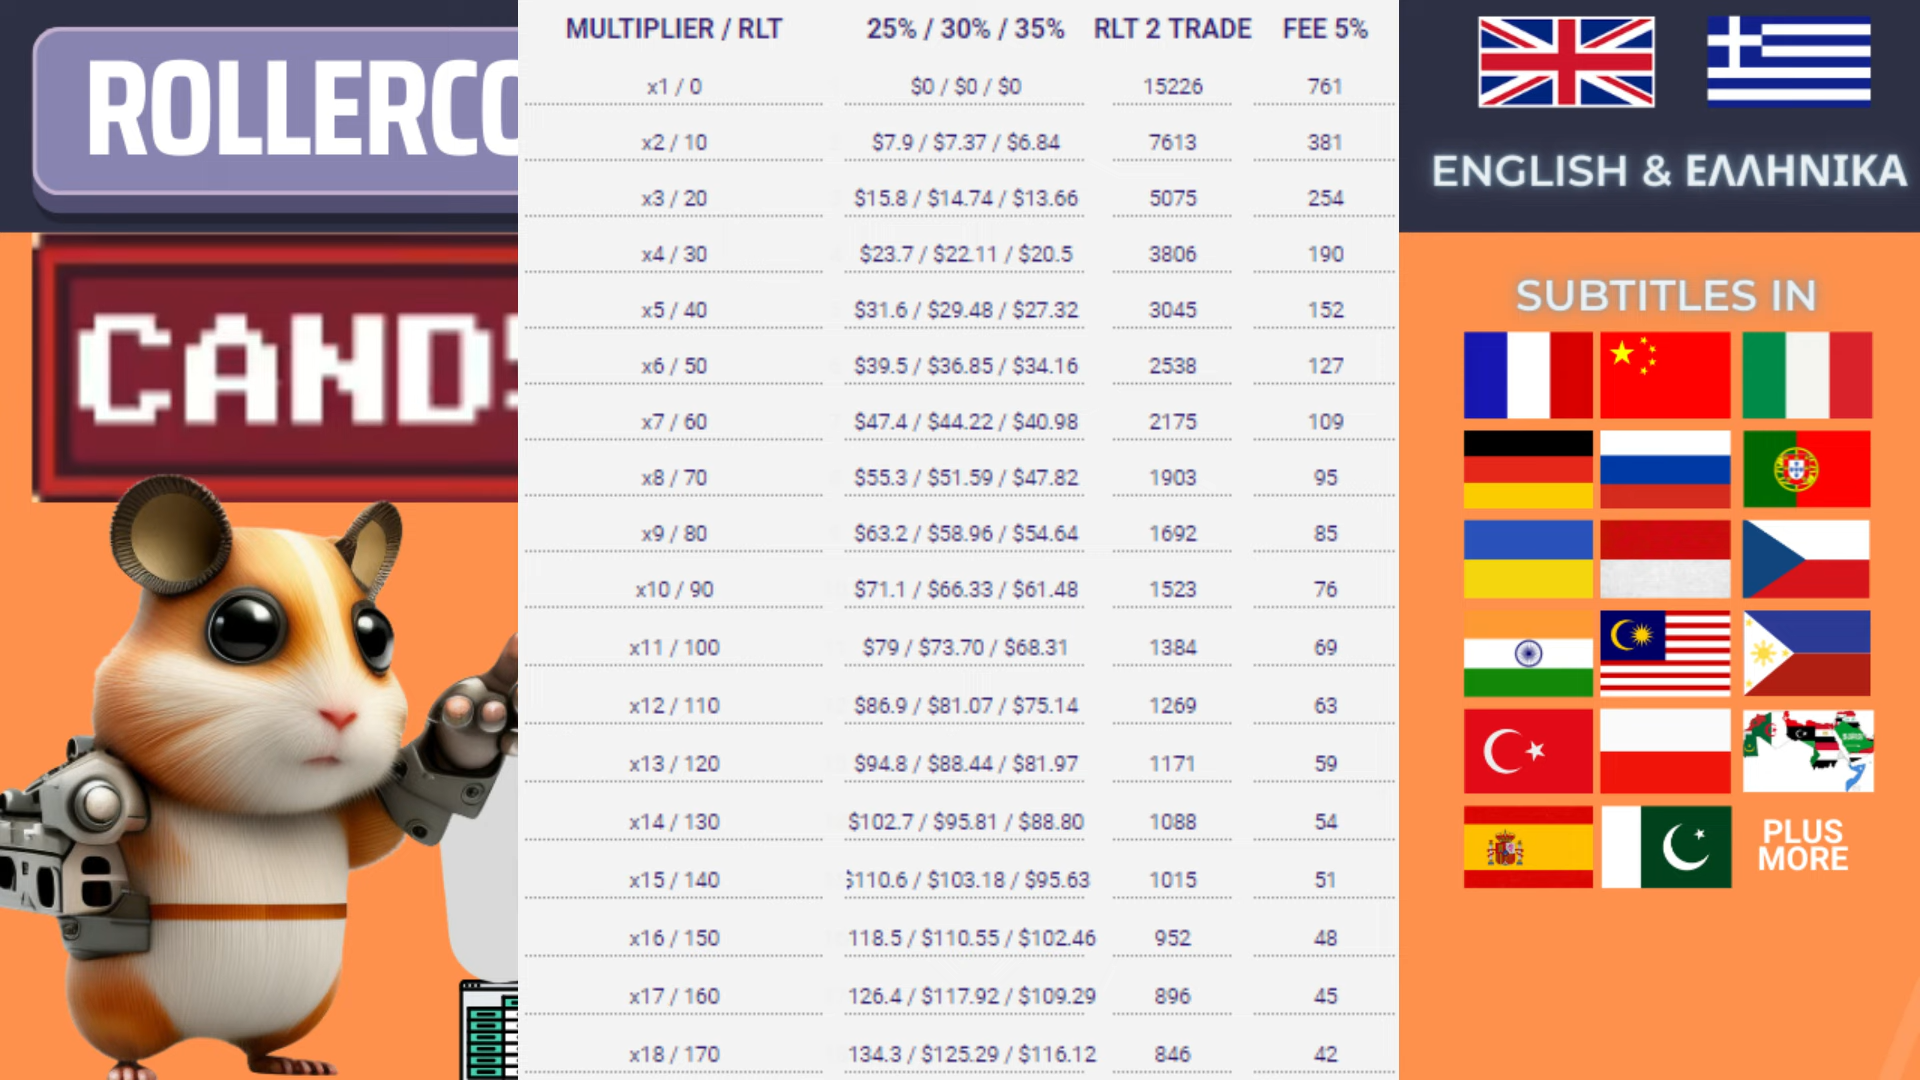 ROLLERCO
CAND
MULTIPLIER / RLT 25% / 30% / 35% RLT 2 TRADE FEE 5%
x1 / 0 $0 / $0 / $0 15226 761
x2 / 10 $7.9 / $7.37 / $6.84 7613 381
x3 / 20 $15.8 / $14.74 / $13.66 5075 254
x4 / 30 $23.7 / $22.11 / $20.5 3806 190
x5 / 40 $31.6 / $29.48 / $27.32 3045 152
x6 / 50 $39.5 / $36.85 / $34.16 2538 127
x7 / 60 $47.4 / $44.22 / $40.98 2175 109
x8 / 70 $55.3 / $51.59 / $47.82 1903 95
x9 / 80 $63.2 / $58.96 / $54.64 1692 85
x10 / 90 $71.1 / $66.33 / $61.48 1523 76
x11 / 100 $79 / $73.70 / $68.31 1384 69
x12 / 110 $86.9 / $81.07 / $75.14 1269 63
x13 / 120 $94.8 / $88.44 / $81.97 1171 59
x14 / 130 $102.7 / $95.81 / $88.80 1088 54
x15 / 140 $110.6 / $103.18 / $95.63 1015 51
x16 / 150 118.5 / $110.55 / $102.46 952 48
x17 / 160 126.4 / $117.92 / $109.29 896 45
x18 / 170 134.3 / $125.29 / $116.12 846 42
ENGLISH & ΕΛΛΗΝΙΚΑ
SUBTITLES IN
PLUS
MORE